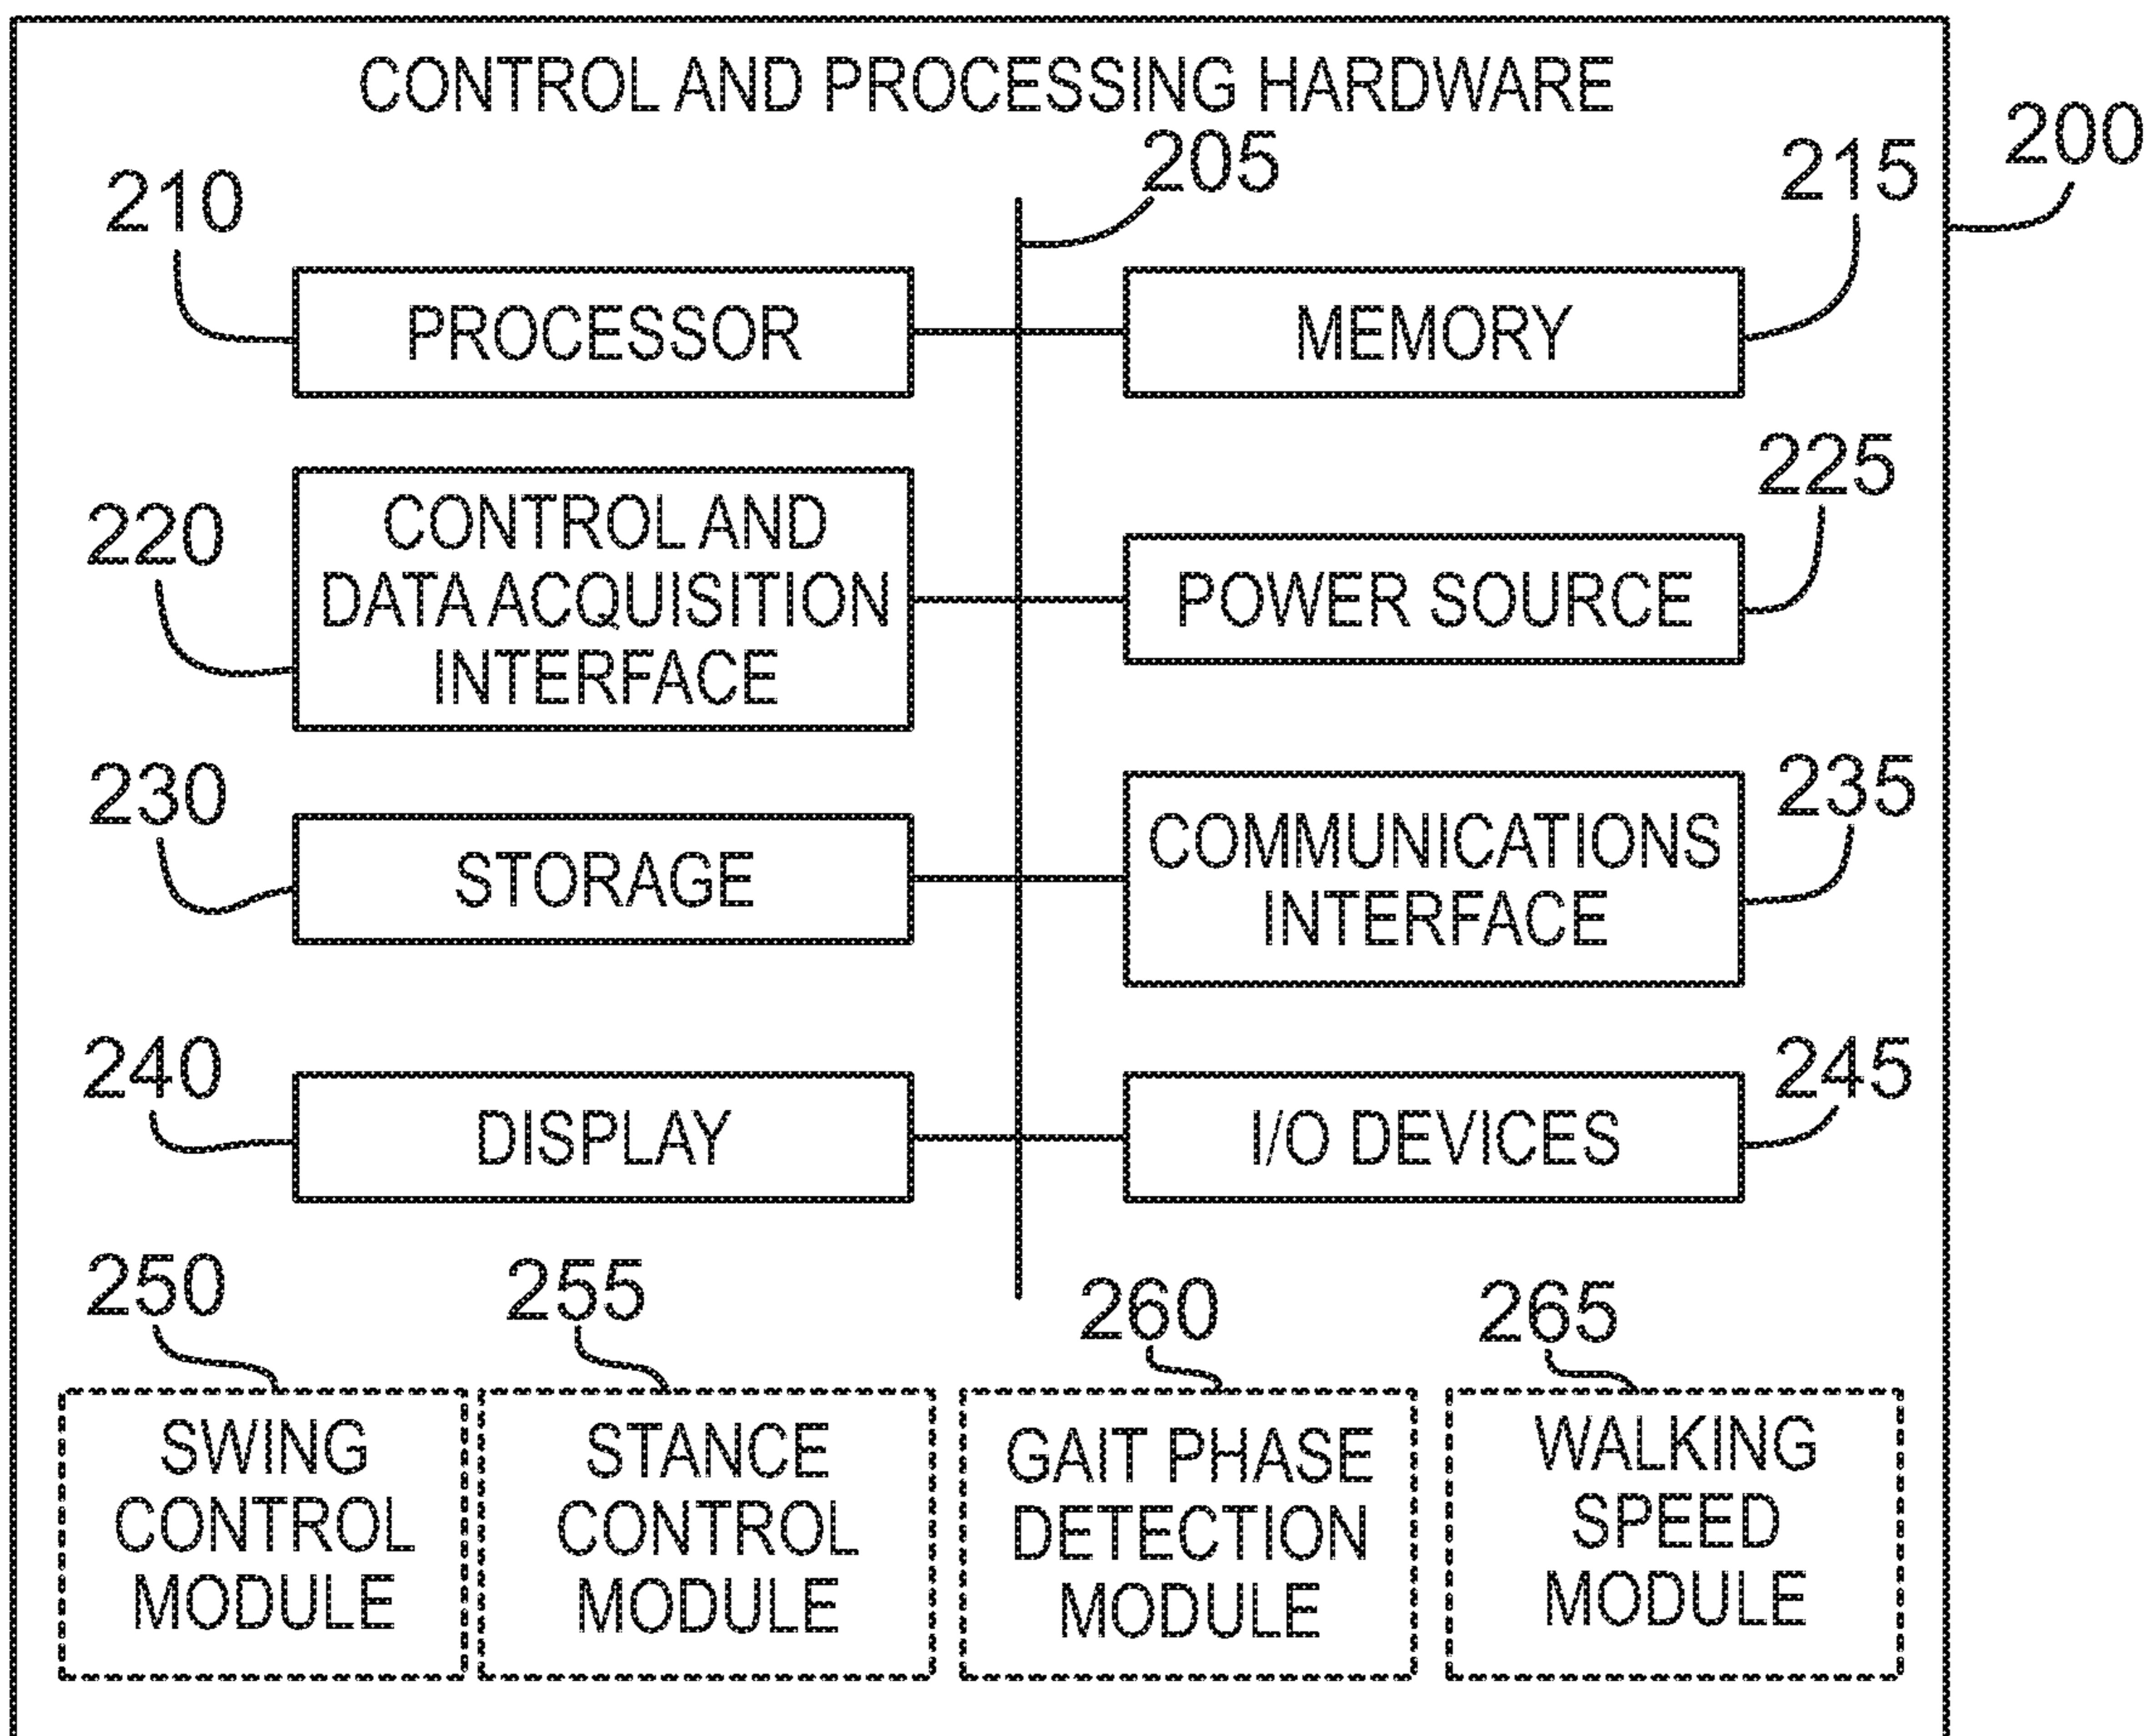 CONTROL AND PROCESSING HARDWARE
200
205
210
215
PROCESSOR
MEMORY
220
225
CONTROL AND
DATA ACQUISITION
INTERFACE
POWER SOURCE
230
235
STORAGE
COMMUNICATIONS
INTERFACE
240
245
DISPLAY
I/O DEVICES
250
255
260
265
SWING
CONTROL
MODULE
STANCE
CONTROL
MODULE
GAIT PHASE
DETECTION
MODULE
WALKING
SPEED
MODULE